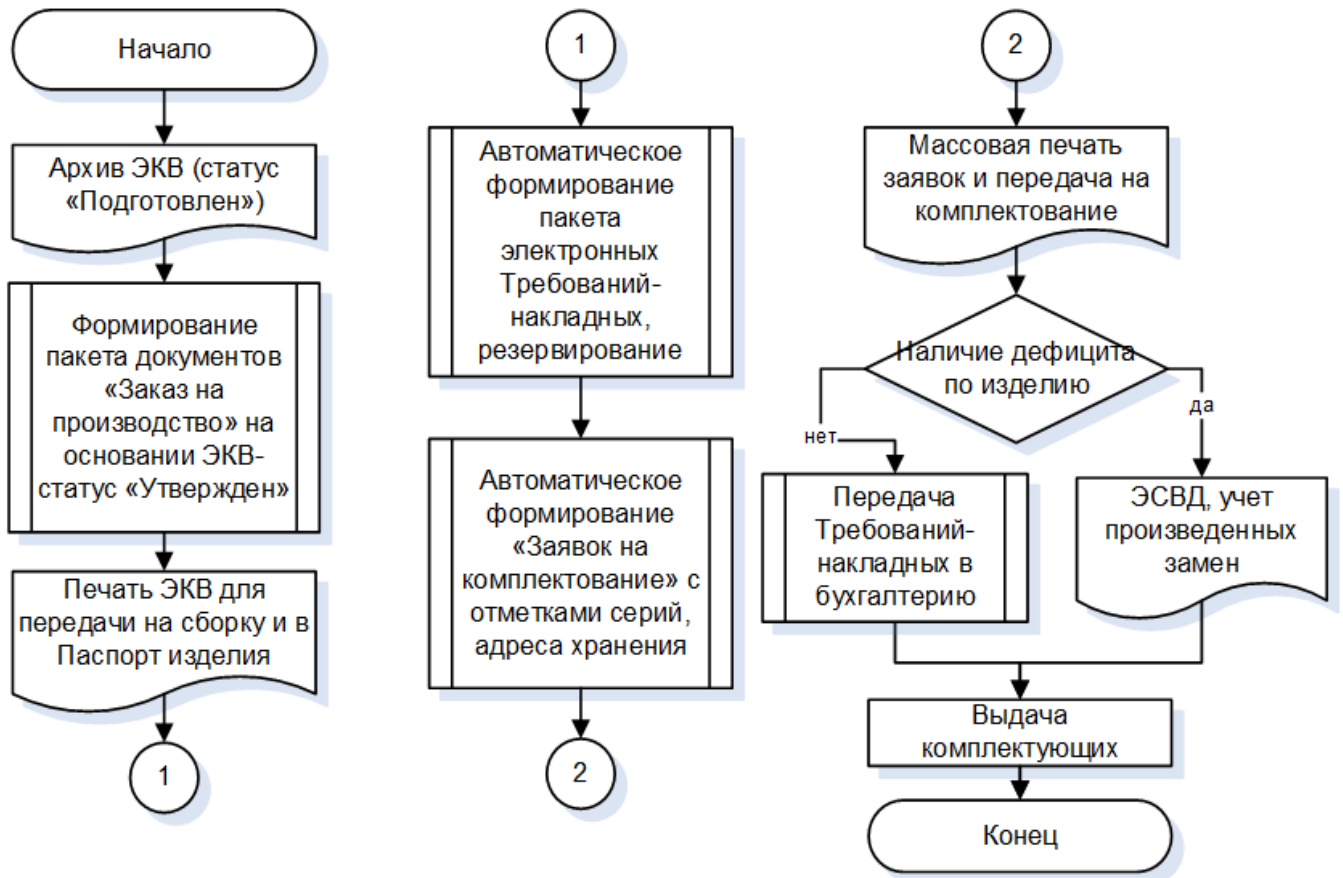 Начало
Архив ЭКВ (статус
«Подготовлен»)
Формирование
пакета документов
«Заказ на
производство» на
основании ЭКВ-
статус «Утвержден»
Печать ЭКВ для
передачи на сборку и в
Паспорт изделия
1
1
Автоматическое
формирование
пакета
электронных
Требований-
накладных,
резервирование
Автоматическое
формирование
«Заявок на
комплектование» с
отметками серий,
адреса хранения
2
2
Массовая печать
заявок и передача на
комплектование
Наличие дефицита
по изделию
нет
да
Передача
Требований-
накладных в
бухгалтерию
ЭСВД, учет
произведенных
замен
Выдача
комплектующих
Конец